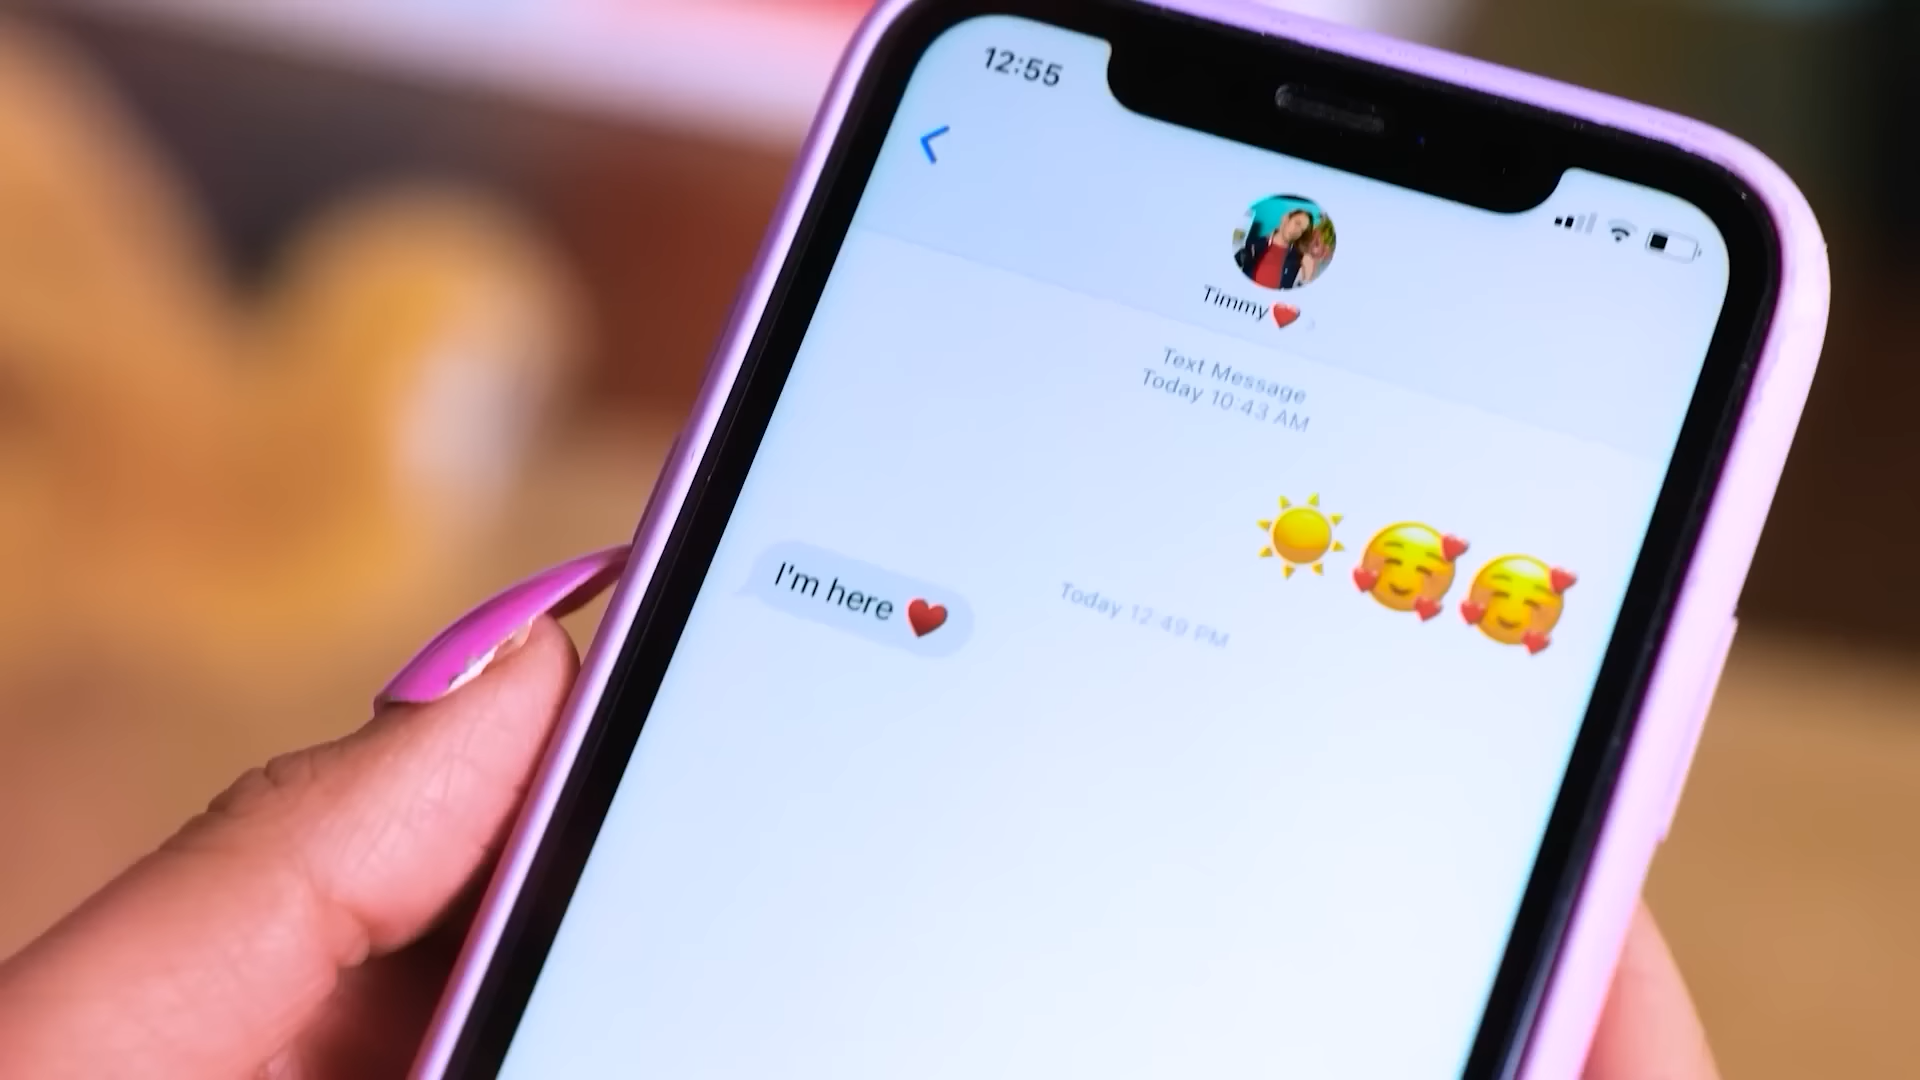 12:55
Timmy❤️
Text Message
Today 10:43 AM
☀️🥰🥰
Today 12:49 PM
I'm here ❤️